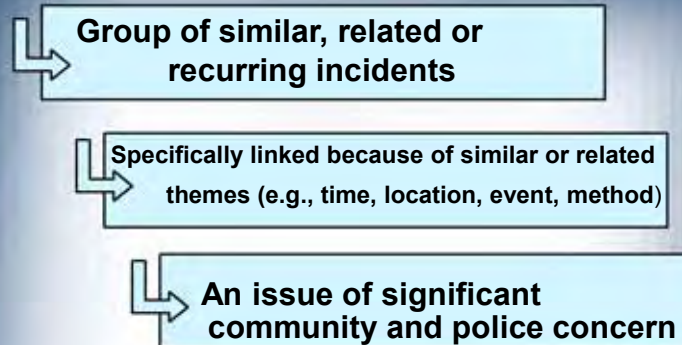 Group of similar, related or
recurring incidents
Specifically linked because of similar or related
themes (e.g., time, location, event, method)
An issue of significant
community and police concern